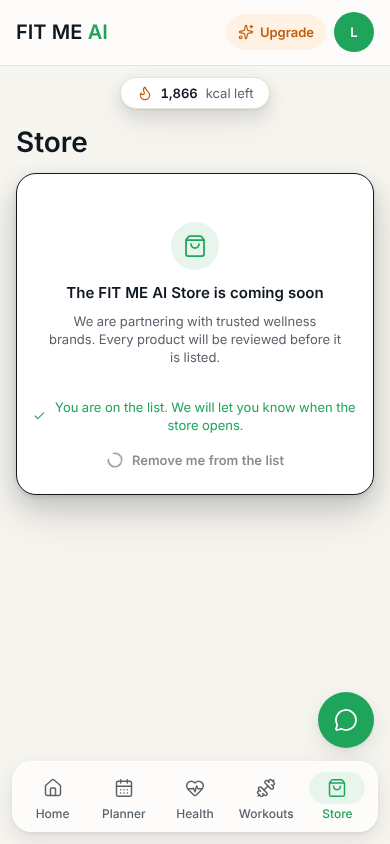 FIT ME AI
Upgrade
L
1,866 kcal left
Store
The FIT ME AI Store is coming soon
We are partnering with trusted wellness
brands. Every product will be reviewed before it
is listed.
You are on the list. We will let you know when the
store opens.
Remove me from the list
Home
Planner
Health
Workouts
Store